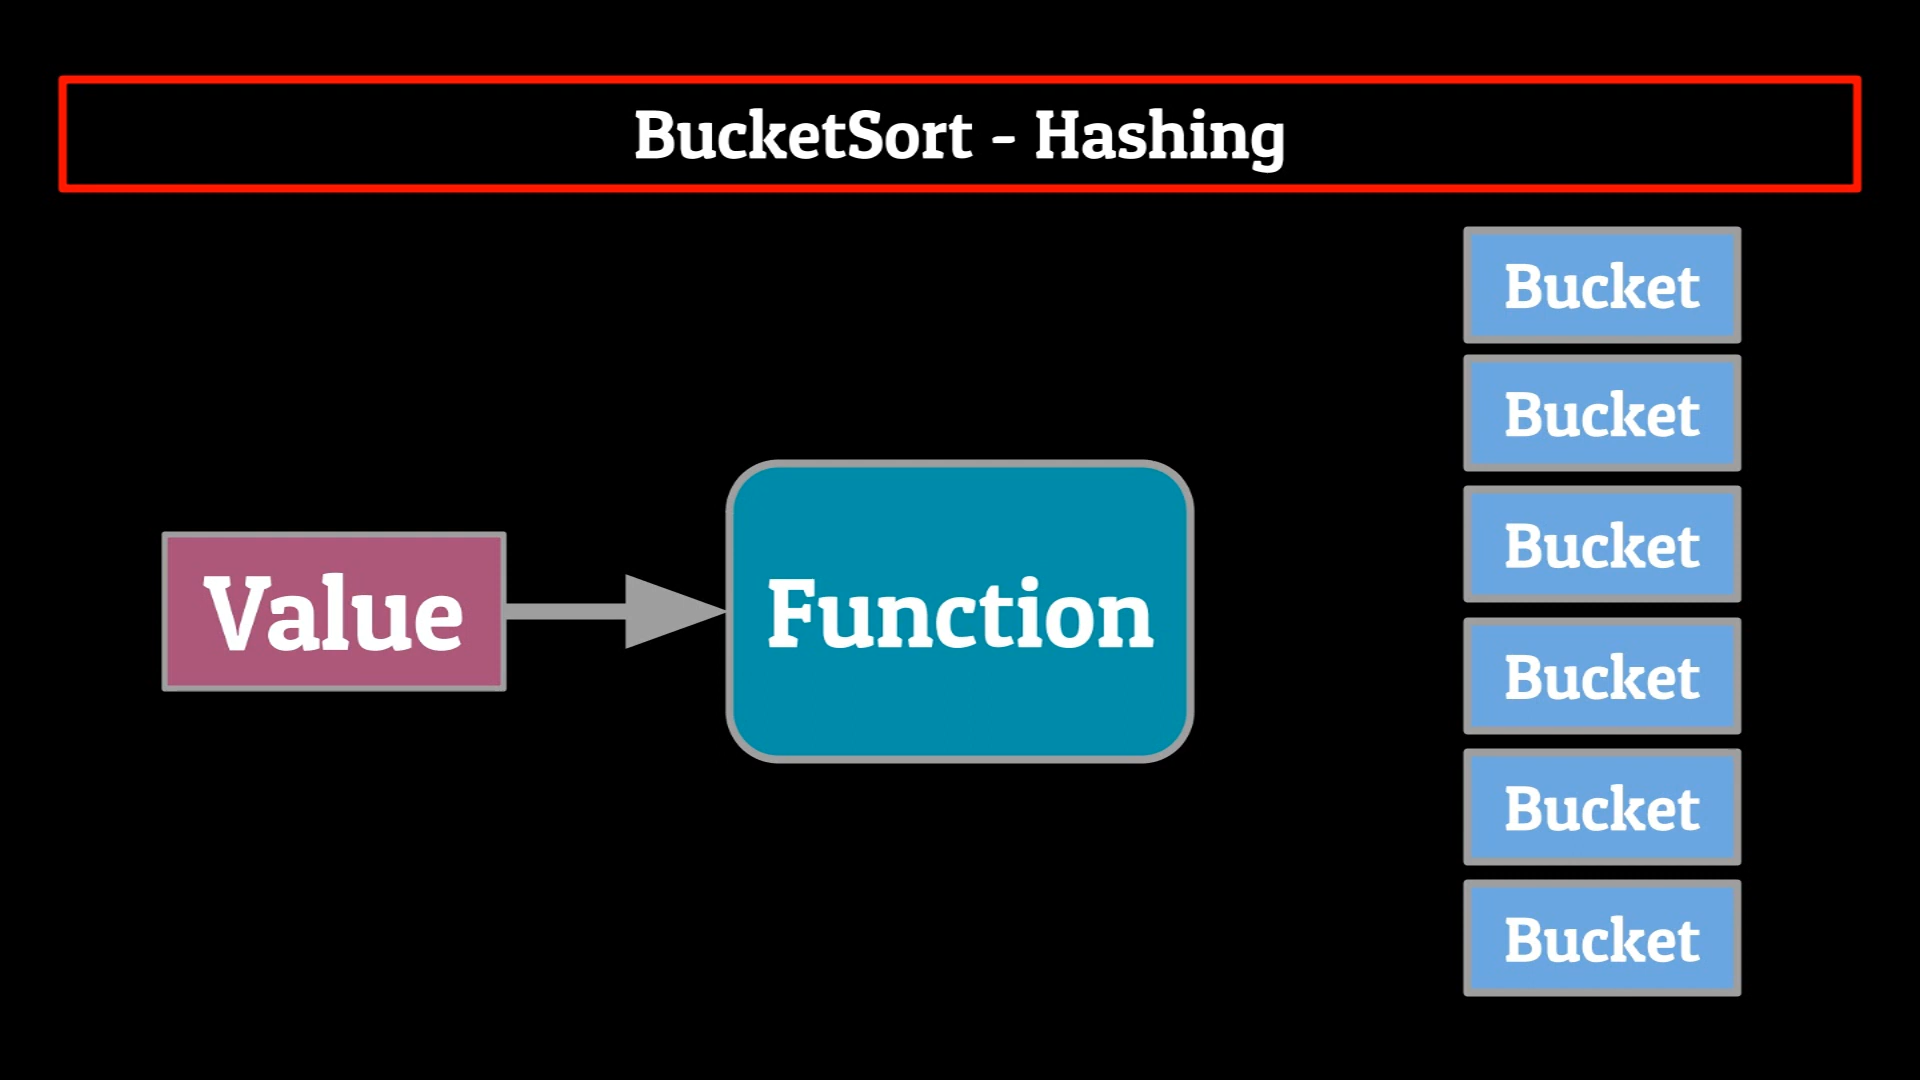 BucketSort - Hashing
Value
Function
Bucket
Bucket
Bucket
Bucket
Bucket
Bucket